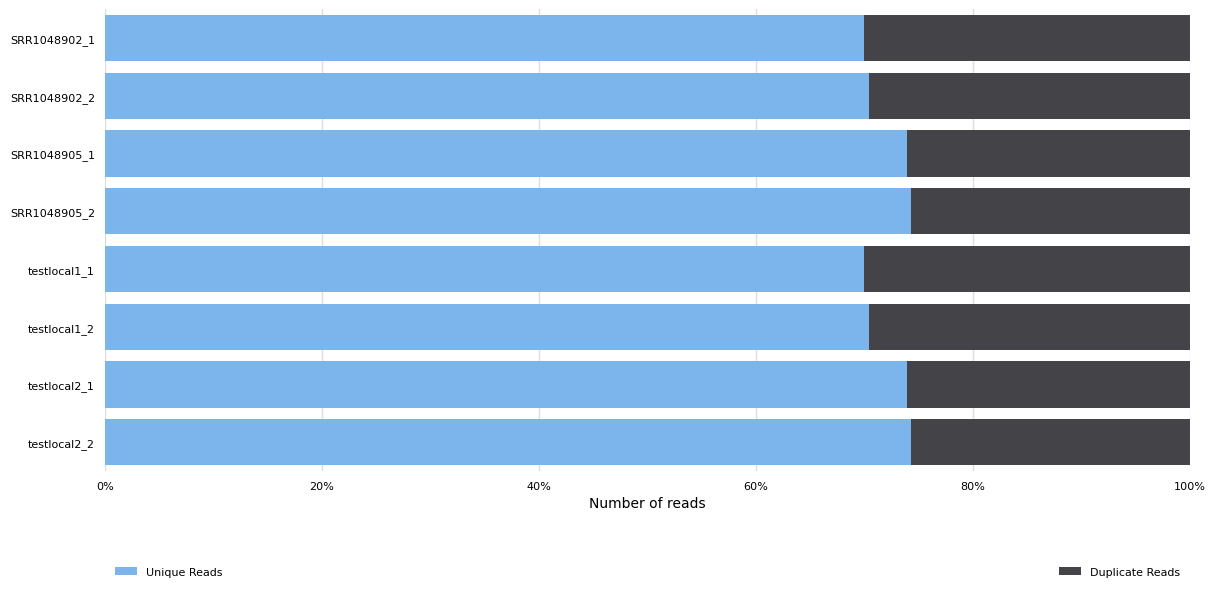 SRR1048902_1
SRR1048902_2
SRR1048905_1
SRR1048905_2
testlocal1_1
testlocal1_2
testlocal2_1
testlocal2_2
0% 20% 40% 60% 80% 100%
Number of reads
Unique Reads Duplicate Reads